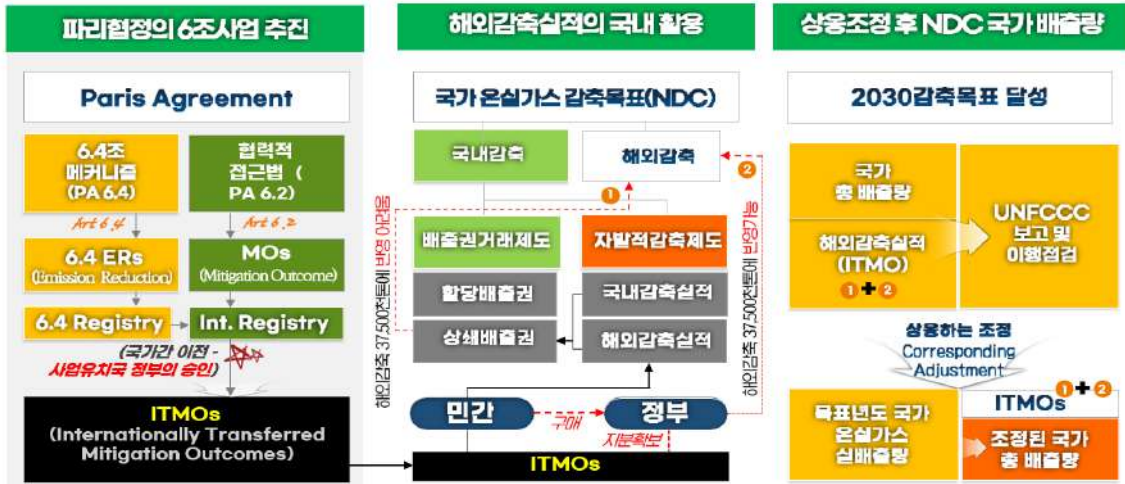 파리협정의 6조사업 추진
Paris Agreement
6.4조
메커니즘
(PA 6.4)
협력적
접근법 (
PA 6.2)
Art 6.4
Art 6.2
6.4 ERs
(Emission Reduction)
MOs
(Mitigation Outcome)
6.4 Registry
Int. Registry
(국가간 이전 -
사업유치국 정부의 승인)
ITMOs
(Internationally Transferred
Mitigation Outcomes)
해외감축실적의 국내 활용
국가 온실가스 감축목표(NDC)
국내감축
해외감축
1
2
배출권거래제도
자발적감축제도
할당배출권
국내감축실적
상쇄배출권
해외감축실적
해외감축 37,500천톤에 반영 어려움
해외감축 37,500천톤에 반영가능
민간
구매
정부
지분확보
ITMOs
상응조정 후 NDC 국가 배출량
2030감축목표 달성
국가
총 배출량
해외감축실적
(ITMO)
1 + 2
UNFCCC
보고 및
이행점검
상응하는 조정
Corresponding
Adjustment
1 + 2
ITMOs
목표년도 국가
온실가스
실배출량
조정된 국가
총 배출량